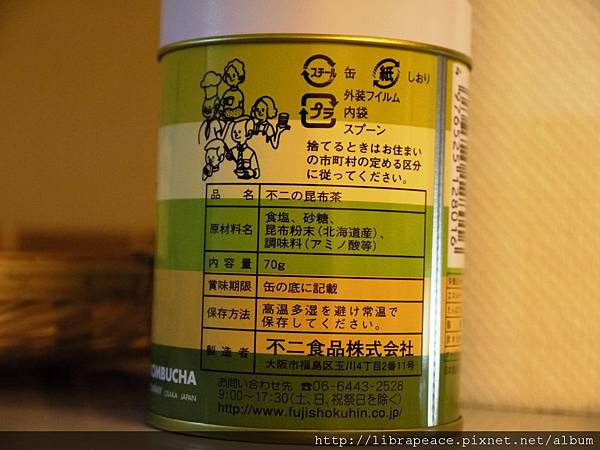 スチール 缶 紙 しおり
プラ 外装フイルム
内袋
スプーン
捨てるときはお住まい
の市町村の定める区分
に従ってください。
品名 不二の昆布茶
原材料名 食塩、砂糖、
昆布粉末(北海道産)、
調味料(アミノ酸等)
内容量 70g
賞味期限 缶の底に記載
保存方法 高温多湿を避け常温で
保存してください。
製造者 不二食品株式会社
大阪市福島区玉川4丁目2番11号
お問い合わせ先 ☎06-6443-2528
9:00~17:30(土、日、祝祭日を除く)
http://www.fujishokuhin.co.jp/
KOMBUCHA
OSAKA JAPAN
4 978525 128016
http://librapeace.pixnet.net/album